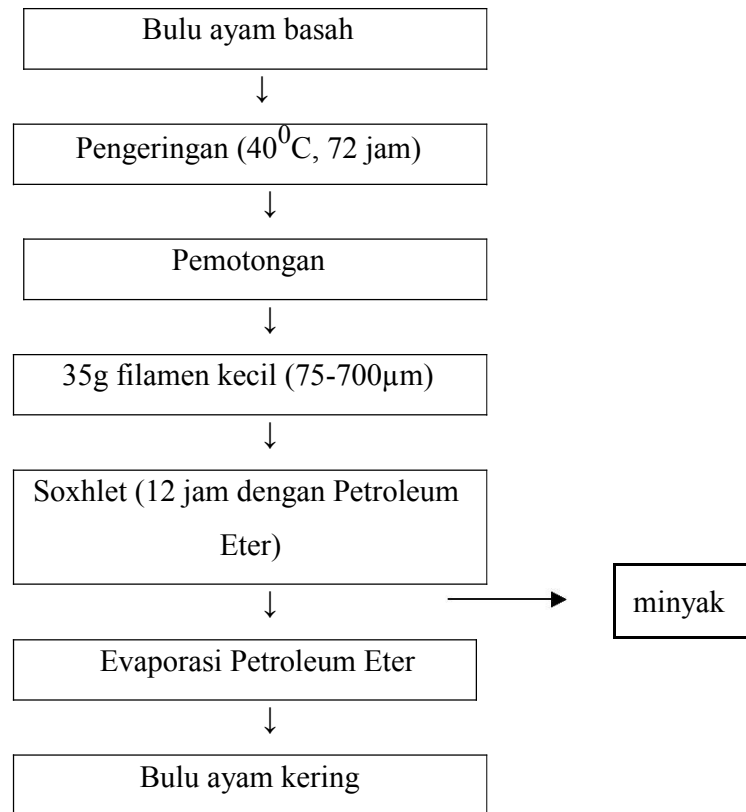 Bulu ayam basah
↓
Pengeringan (40⁰C, 72 jam)
↓
Pemotongan
↓
35g filamen kecil (75-700µm)
↓
Soxhlet (12 jam dengan Petroleum
Eter)
↓
minyak
Evaporasi Petroleum Eter
↓
Bulu ayam kering